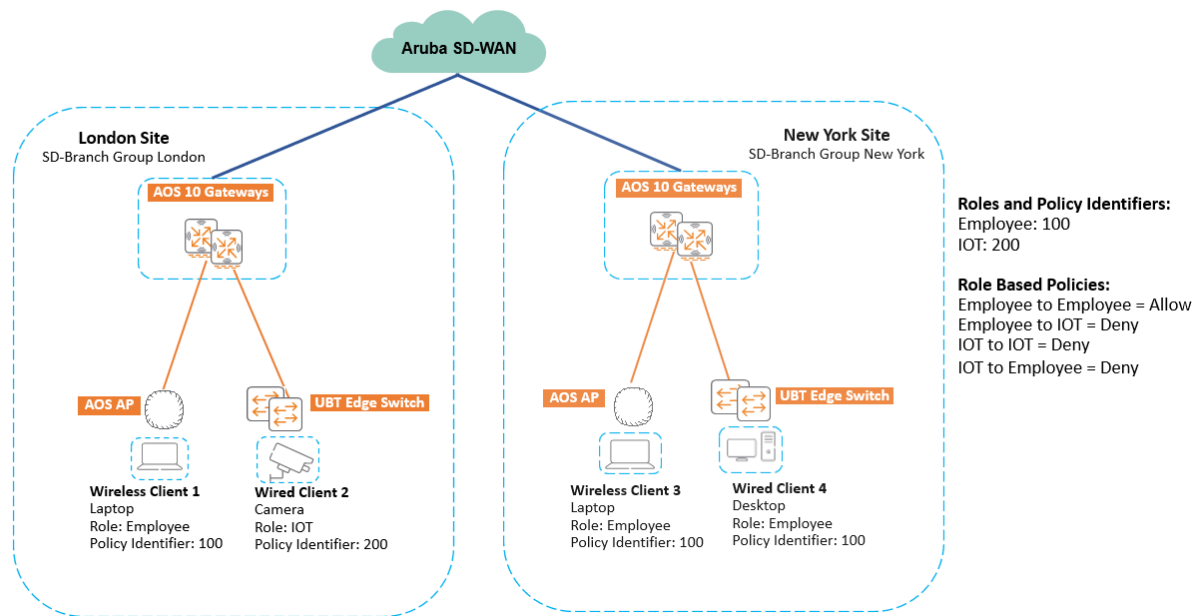 Aruba SD-WAN
London Site
SD-Branch Group London
AOS 10 Gateways
AOS AP
UBT Edge Switch
Wireless Client 1
Laptop
Role: Employee
Policy Identifier: 100
Wired Client 2
Camera
Role: IOT
Policy Identifier: 200
New York Site
SD-Branch Group New York
AOS 10 Gateways
AOS AP
UBT Edge Switch
Wireless Client 3
Laptop
Role: Employee
Policy Identifier: 100
Wired Client 4
Desktop
Role: Employee
Policy Identifier: 100
Roles and Policy Identifiers:
Employee: 100
IOT: 200
Role Based Policies:
Employee to Employee = Allow
Employee to IOT = Deny
IOT to IOT = Deny
IOT to Employee = Deny